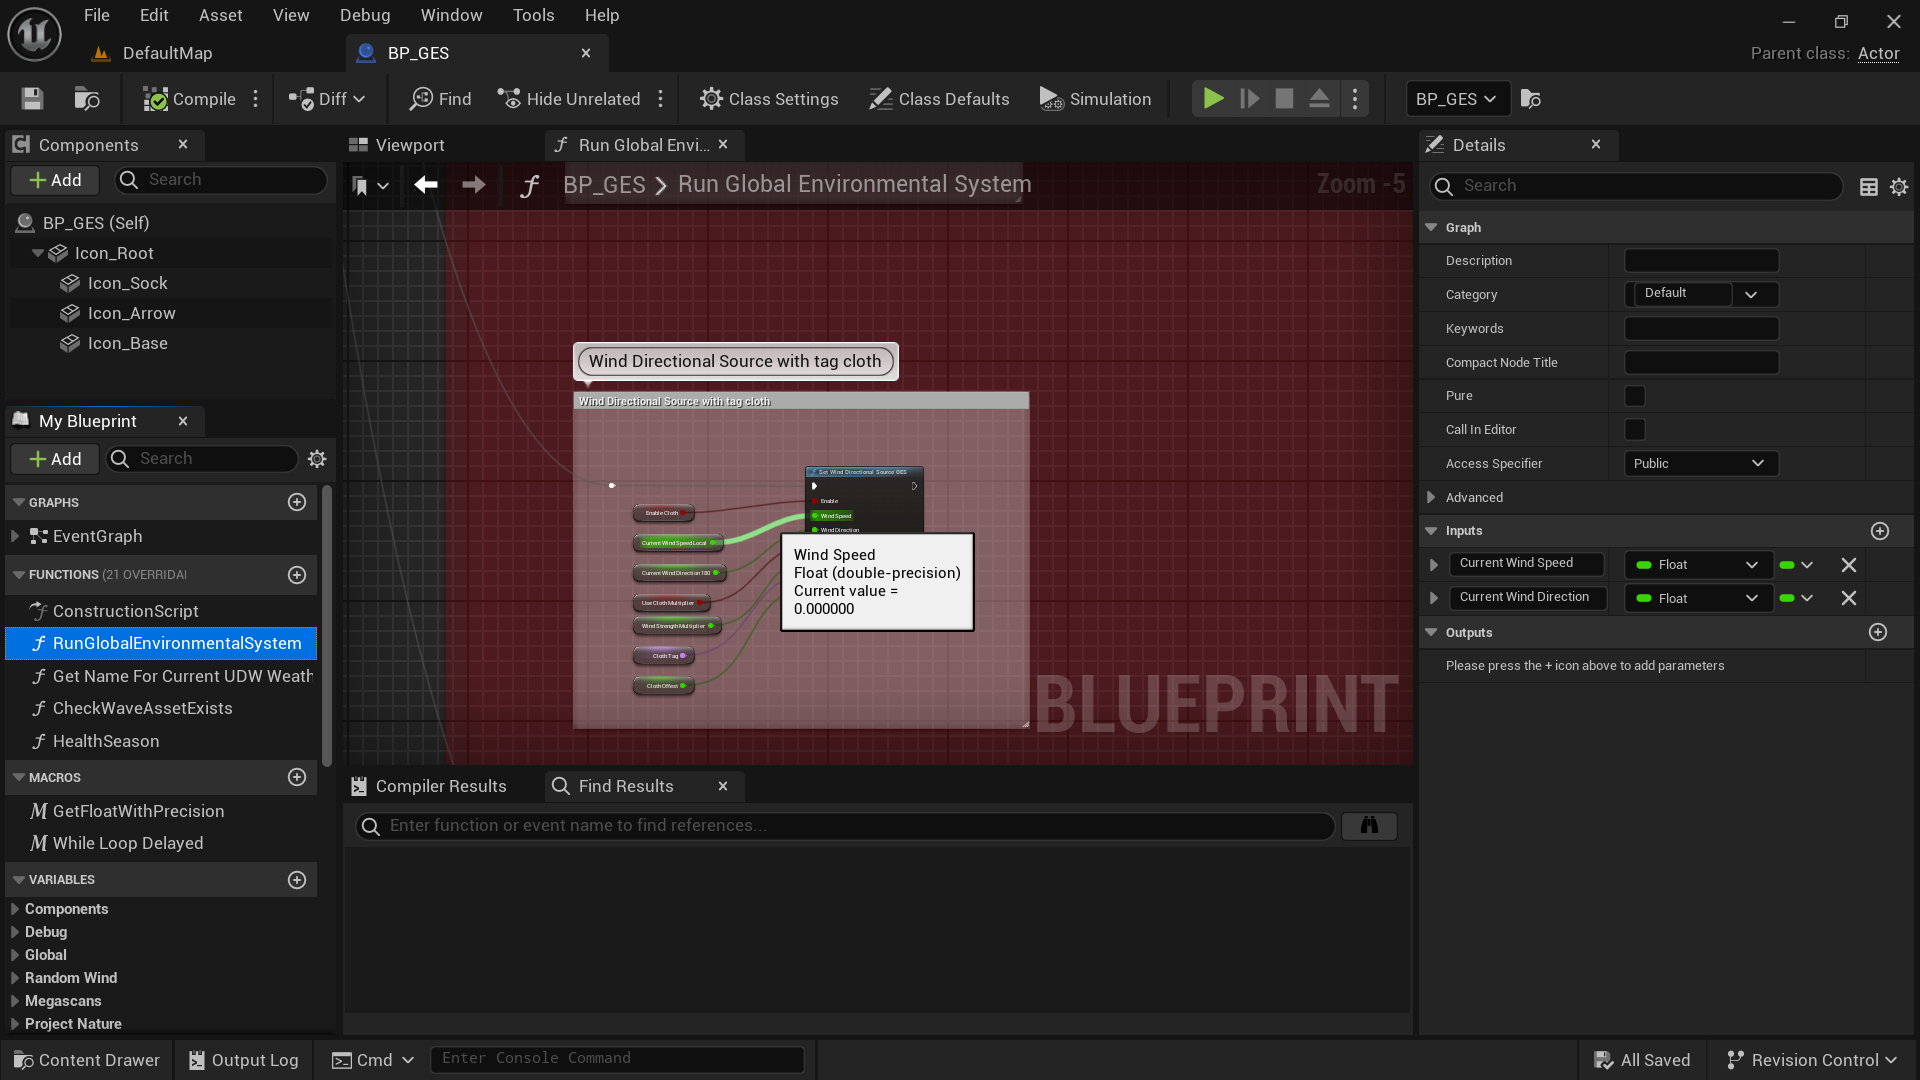 File Edit Asset View Debug Window Tools Help
DefaultMap
BP_GES
Parent class: Actor
Compile
Diff
Find
Hide Unrelated
Class Settings
Class Defaults
Simulation
BP_GES
Components
Add
Search
BP_GES (Self)
Icon_Root
Icon_Sock
Icon_Arrow
Icon_Base
My Blueprint
Add
Search
GRAPHS
EventGraph
FUNCTIONS (21 OVERRIDAI
ConstructionScript
RunGlobalEnvironmentalSystem
Get Name For Current UDW Weath
CheckWaveAssetExists
HealthSeason
MACROS
GetFloatWithPrecision
While Loop Delayed
VARIABLES
Components
Debug
Global
Random Wind
Megascans
Project Nature
Viewport
Run Global Envi...
BP_GES > Run Global Environmental System
Zoom -5
Wind Directional Source with tag cloth
Wind Directional Source with tag cloth
Set Wind Directional Source GES
Enable
Wind Speed
Wind Direction
Enable Cloth
Current Wind Speed Local
Current Wind Direction 180
Use Cloth Multiplier
Wind Strength Multiplier
Cloth Tag
Cloth Offset
Wind Speed
Float (double-precision)
Current value =
0.000000
BLUEPRINT
Compiler Results
Find Results
Enter function or event name to find references...
Details
Search
Graph
Description
Category
Default
Keywords
Compact Node Title
Pure
Call In Editor
Access Specifier
Public
Advanced
Inputs
Current Wind Speed
Float
Current Wind Direction
Float
Outputs
Please press the + icon above to add parameters
Content Drawer
Output Log
Cmd
Enter Console Command
All Saved
Revision Control